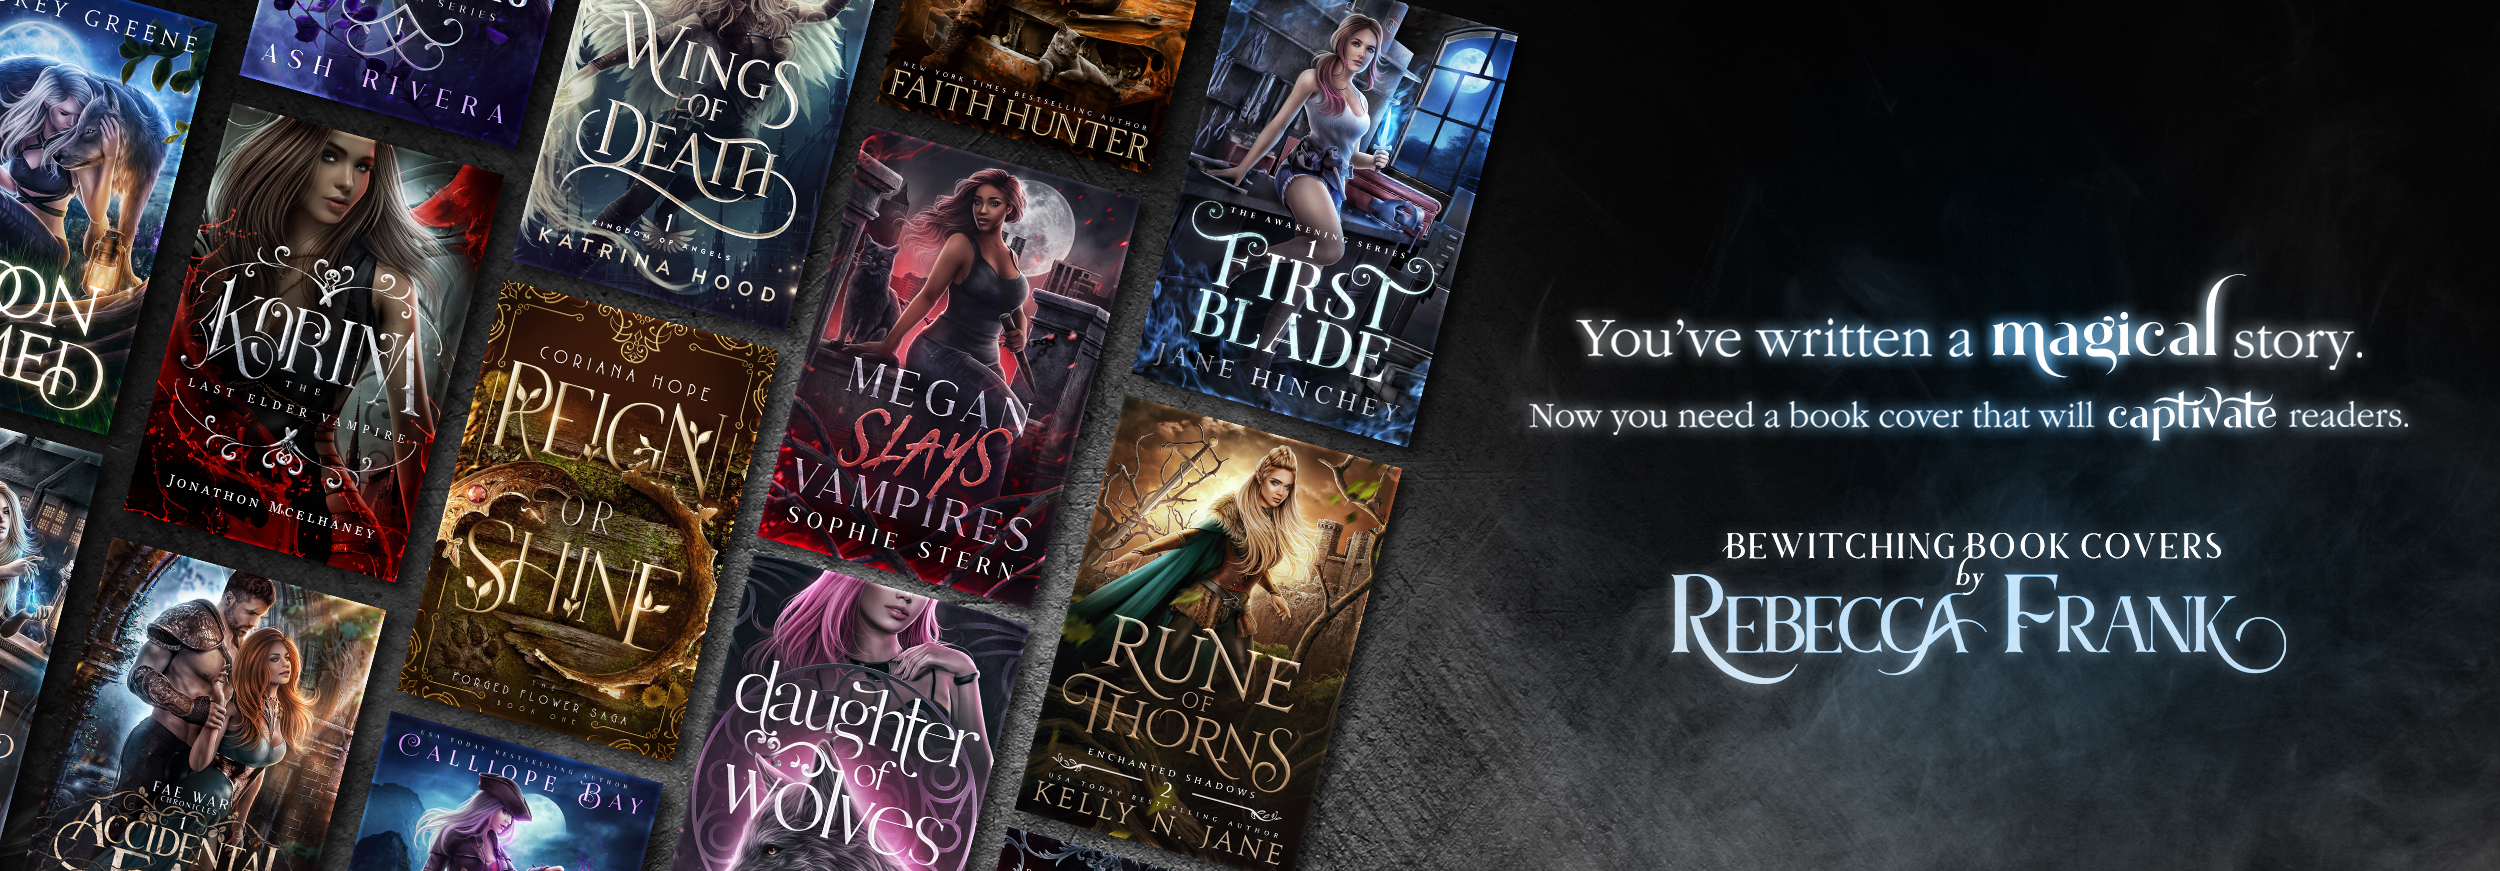 GREENE
SERIES
1
ASH RIVERA
WINGS
OF
DEATH
1
KINGDOM OF ANGELS
KATRINA HOOD
NEW YORK TIMES BESTSELLING AUTHOR
FAITH HUNTER
THE AWAKENING SERIES
1
FIRST
BLADE
JANE HINCHEY
KORINA
THE
LAST ELDER VAMPIRE
JONATHON MCELHANEY
CORIANA HOPE
REIGN
OR
SHINE
THE
FORGED FLOWER SAGA
BOOK ONE
MEGAN
SLAYS
VAMPIRES
SOPHIE STERN
RUNE
OF
THORNS
ENCHANTED SHADOWS
2
USA TODAY BESTSELLING AUTHOR
KELLY N. JANE
FAE WAR
CHRONICLES
1
ACCIDENTAL
USA TODAY BESTSELLING AUTHOR
CALLIOPE BAY
daughter
of
wolves
You've written a magical story.
Now you need a book cover that will captivate readers.
BEWITCHING BOOK COVERS
by
REBECCA FRANK